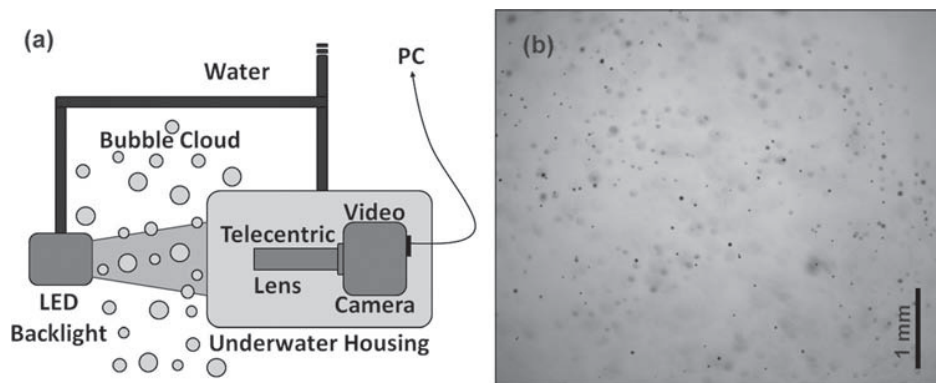 (a)
Water
PC
Bubble Cloud
Video
Telecentric
Lens
Camera
LED
Backlight
Underwater Housing
(b)
1 mm